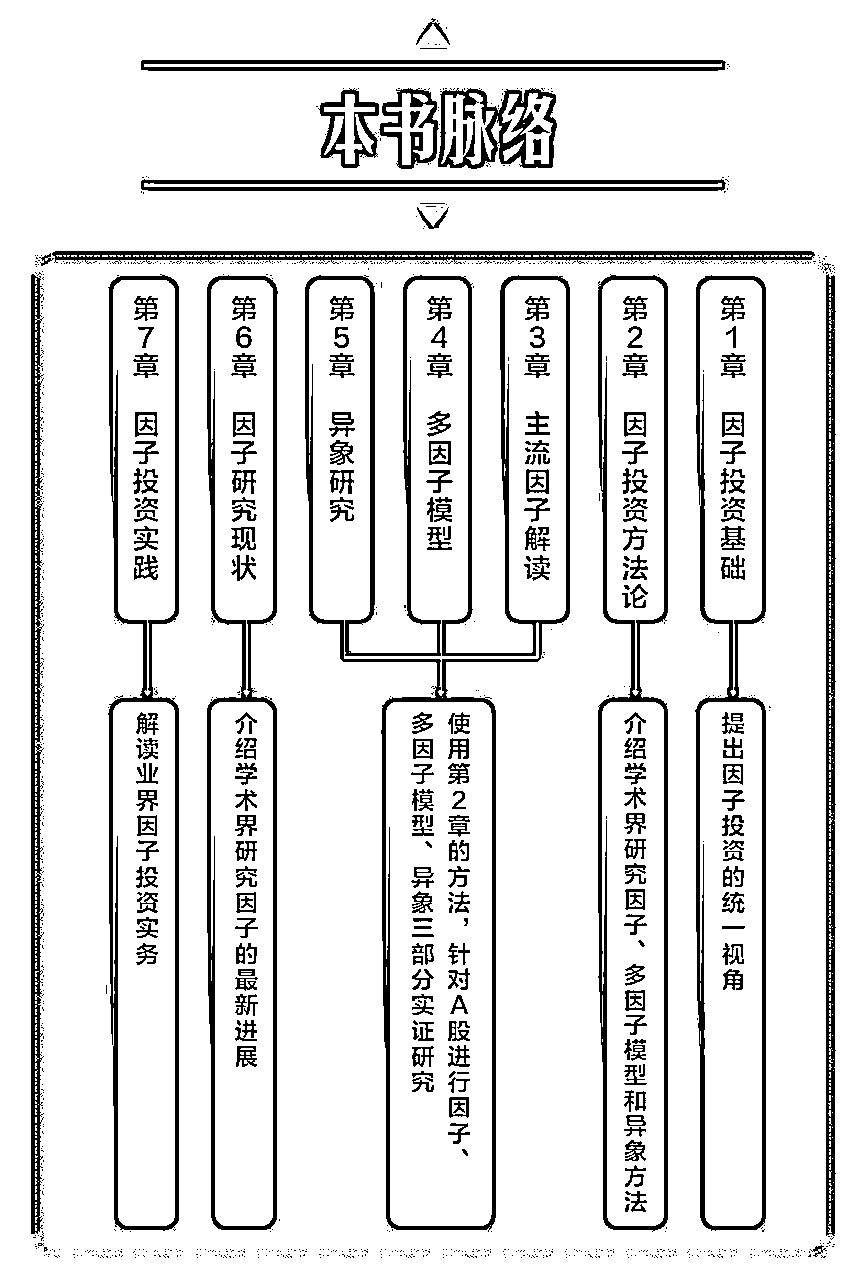 本书脉络
第1章 因子投资基础
第2章 因子投资方法论
第3章 主流因子解读
第4章 多因子模型
第5章 异象研究
第6章 因子研究现状
第7章 因子投资实践
提出因子投资的统一视角
介绍学术界研究因子、多因子模型和异象方法
使用第2章的方法，针对A股进行因子、
多因子模型、异象三部分实证研究
介绍学术界研究因子的最新进展
解读业界因子投资实务